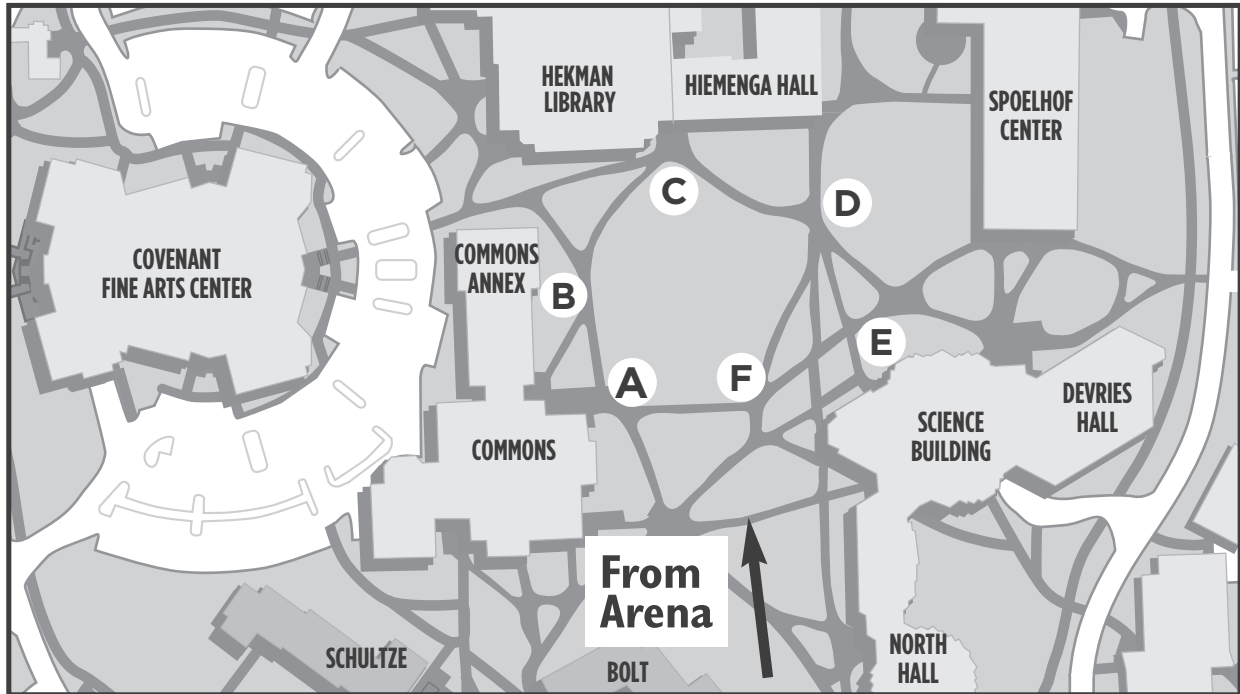 HEKMAN
LIBRARY
HIEMENGA HALL
SPOELHOF
CENTER
C
D
COVENANT
FINE ARTS CENTER
COMMONS
ANNEX
B
E
A
F
DEVRIES
HALL
SCIENCE
BUILDING
COMMONS
From
Arena
SCHULTZE
BOLT
NORTH
HALL